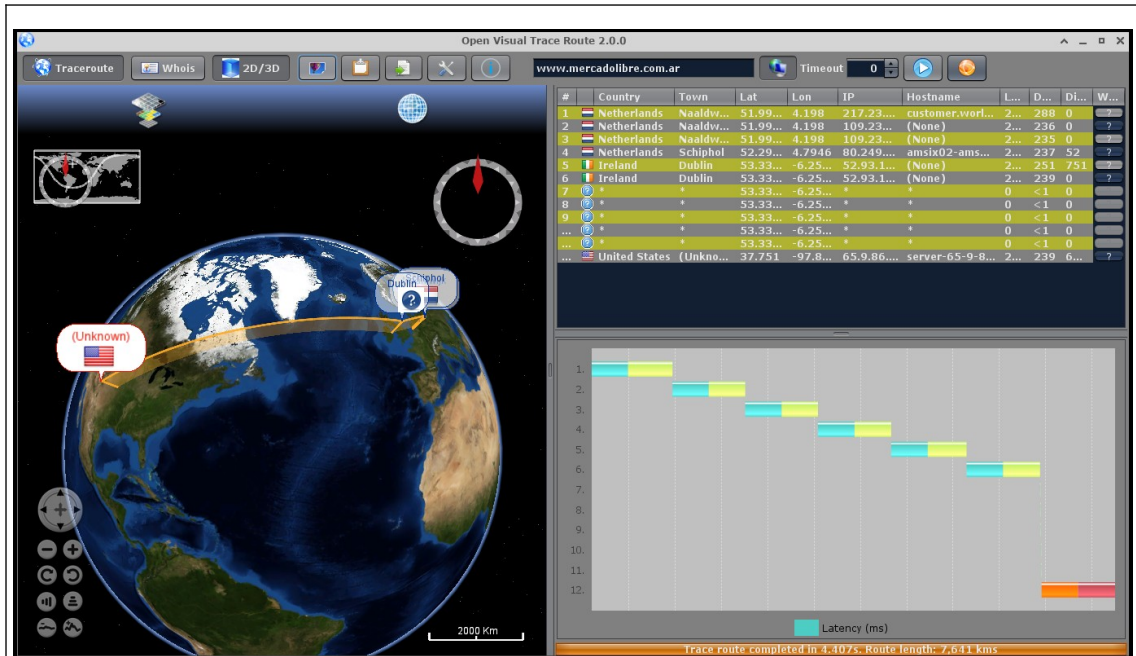 Open Visual Trace Route 2.0.0
Traceroute Whois 2D/3D www.mercadolibre.com.ar Timeout 0
# Country Town Lat Lon IP Hostname L... D... Di... W...
1 Netherlands Naaldw... 51.99... 4.198 217.23.... customer.worl... 2... 288 0 ?
2 Netherlands Naaldw... 51.99... 4.198 109.23... (None) 2... 236 0 ?
3 Netherlands Naaldw... 51.99... 4.198 109.23... (None) 2... 235 0 ?
4 Netherlands Schiphol 52.29... 4.7946 80.249.... amsix02-ams... 2... 237 52 ?
5 Ireland Dublin 53.33... -6.25... 52.93.1... (None) 2... 251 751 ?
6 Ireland Dublin 53.33... -6.25... 52.93.1... (None) 2... 239 0 ?
7 ? * * 53.33... -6.25... * * 0 <1 0
8 ? * * 53.33... -6.25... * * 0 <1 0
9 ? * * 53.33... -6.25... * * 0 <1 0
... ? * * 53.33... -6.25... * * 0 <1 0
... ? * * 53.33... -6.25... * * 0 <1 0
... United States (Unkno... 37.751 -97.8... 65.9.86.... server-65-9-8... 2... 239 6... ?
Schiphol
Dublin
?
(Unknown)
2000 Km
1.
2.
3.
4.
5.
6.
7.
8.
9.
10.
11.
12.
Latency (ms)
Trace route completed in 4.407s. Route length: 7,641 kms